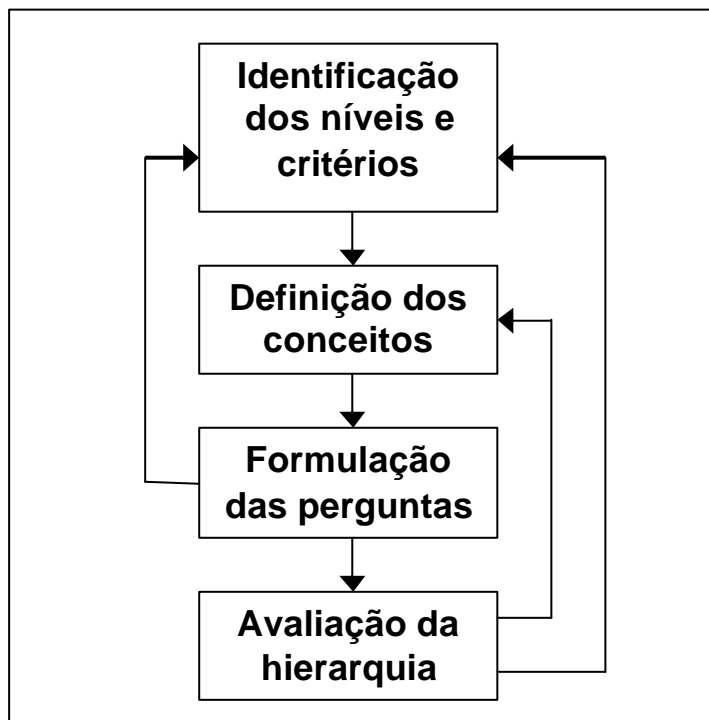 Identificação
dos níveis e
critérios
Definição dos
conceitos
Formulação
das perguntas
Avaliação da
hierarquia